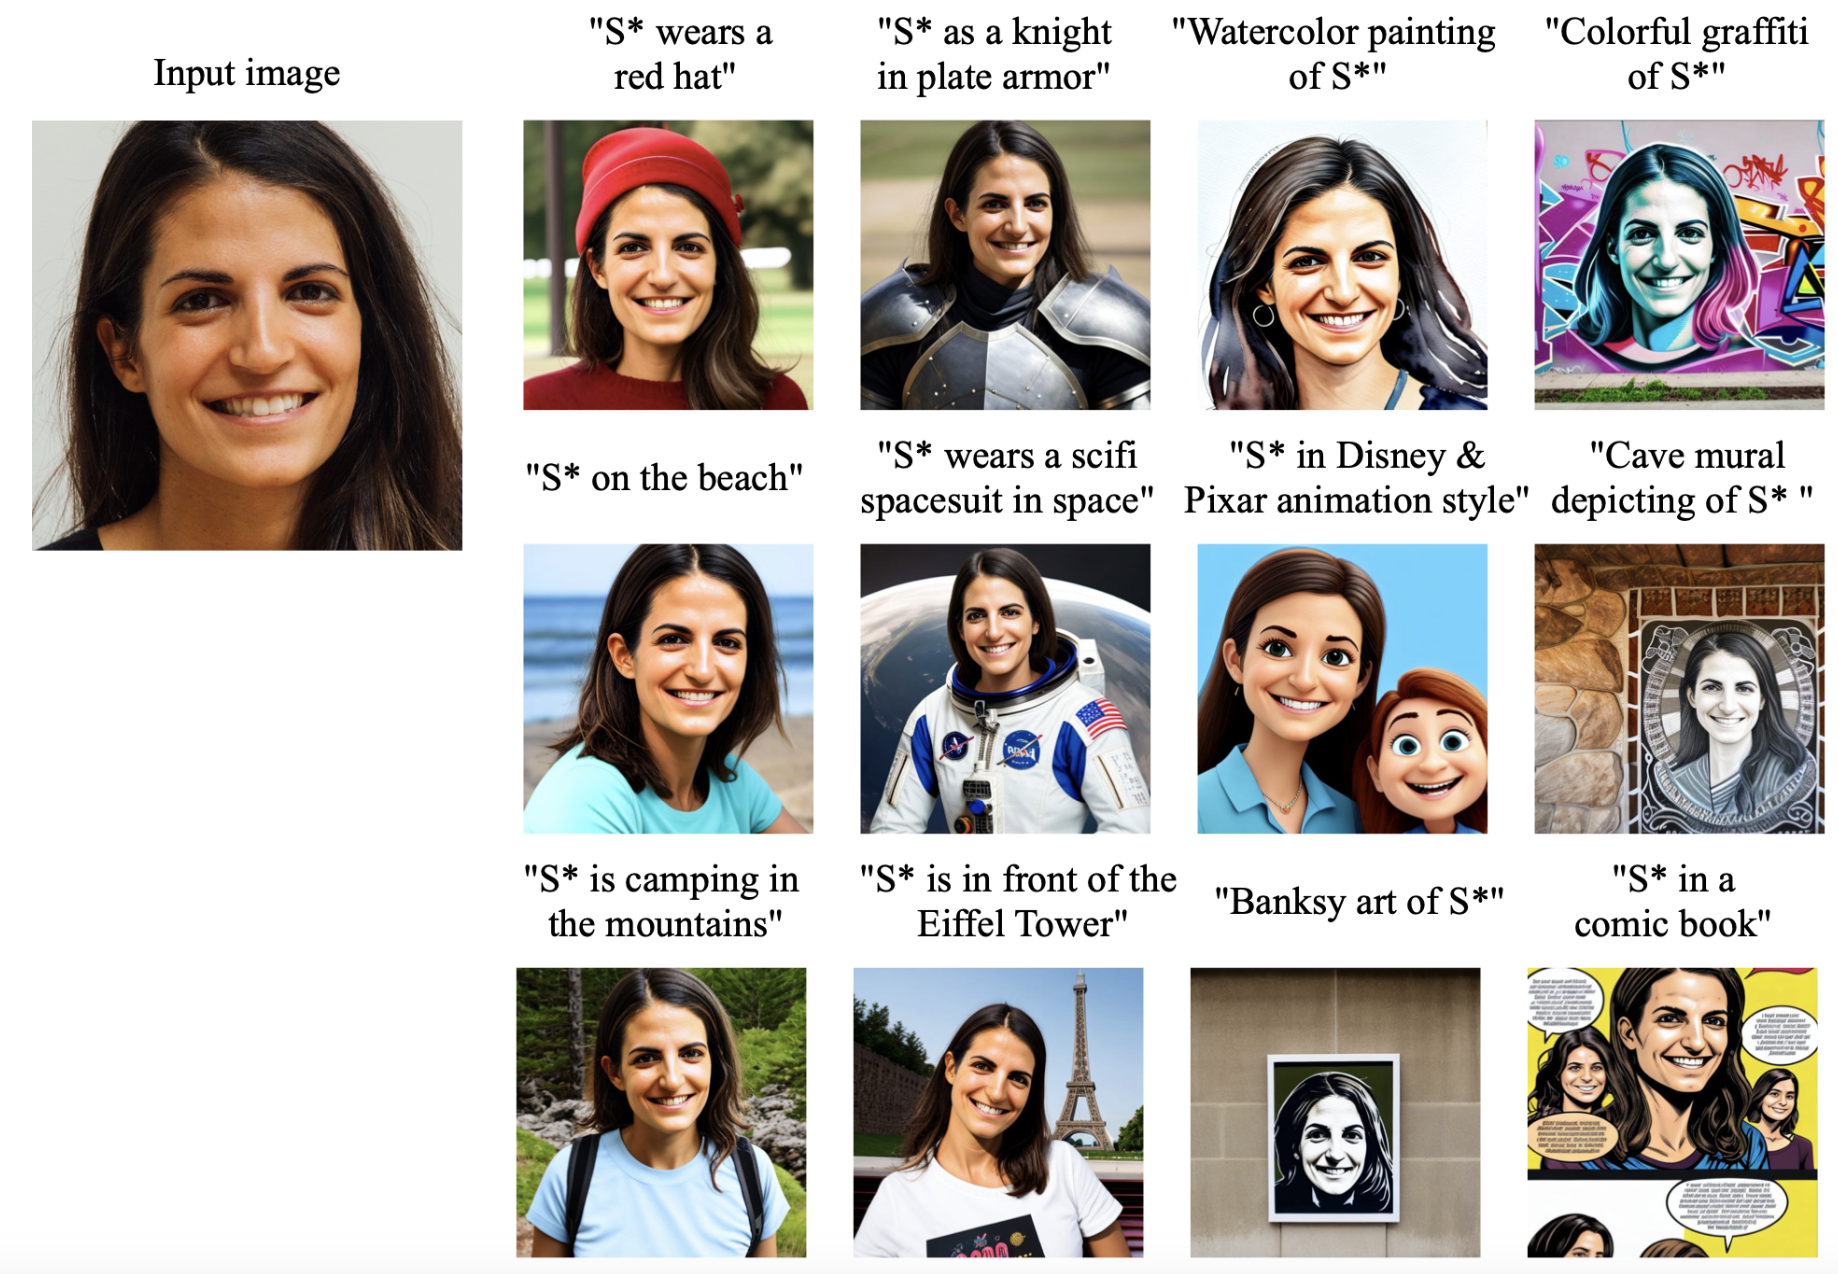 Input image
"S* wears a
red hat"
"S* as a knight
in plate armor"
"Watercolor painting
of S*"
"Colorful graffiti
of S*"
"S* on the beach"
"S* wears a scifi
spacesuit in space"
"S* in Disney &
Pixar animation style"
"Cave mural
depicting of S* "
"S* is camping in
the mountains"
"S* is in front of the
Eiffel Tower"
"Banksy art of S*"
"S* in a
comic book"